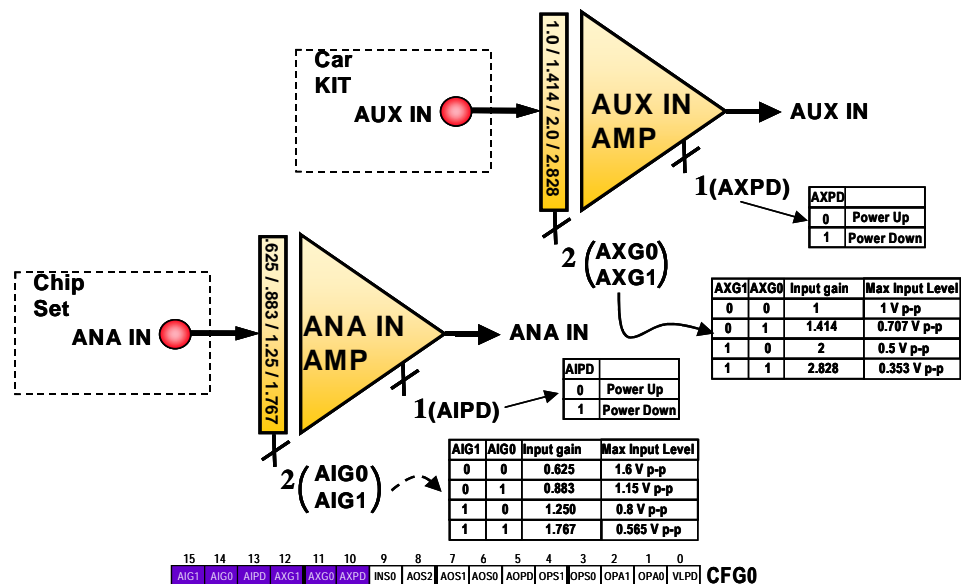 Car
KIT
AUX IN
1.0 / 1.414 / 2.0 / 2.828
AUX IN
AMP
AUX IN
1(AXPD)
AXPD
0 Power Up
1 Power Down
2 (AXG0
AXG1)
AXG1 AXG0 Input gain Max Input Level
0 0 1 1 V p-p
0 1 1.414 0.707 V p-p
1 0 2 0.5 V p-p
1 1 2.828 0.353 V p-p
Chip
Set
ANA IN
.625 / .883 / 1.25 / 1.767
ANA IN
AMP
ANA IN
1(AIPD)
AIPD
0 Power Up
1 Power Down
2 (AIG0
AIG1)
AIG1 AIG0 Input gain Max Input Level
0 0 0.625 1.6 V p-p
0 1 0.883 1.15 V p-p
1 0 1.250 0.8 V p-p
1 1 1.767 0.565 V p-p
15 14 13 12 11 10 9 8 7 6 5 4 3 2 1 0
AIG1 AIG0 AIPD AXG1 AXG0 AXPD INS0 AOS2 AOS1 AOS0 AOPD OPS1 OPS0 OPA1 OPA0 VLPD CFG0